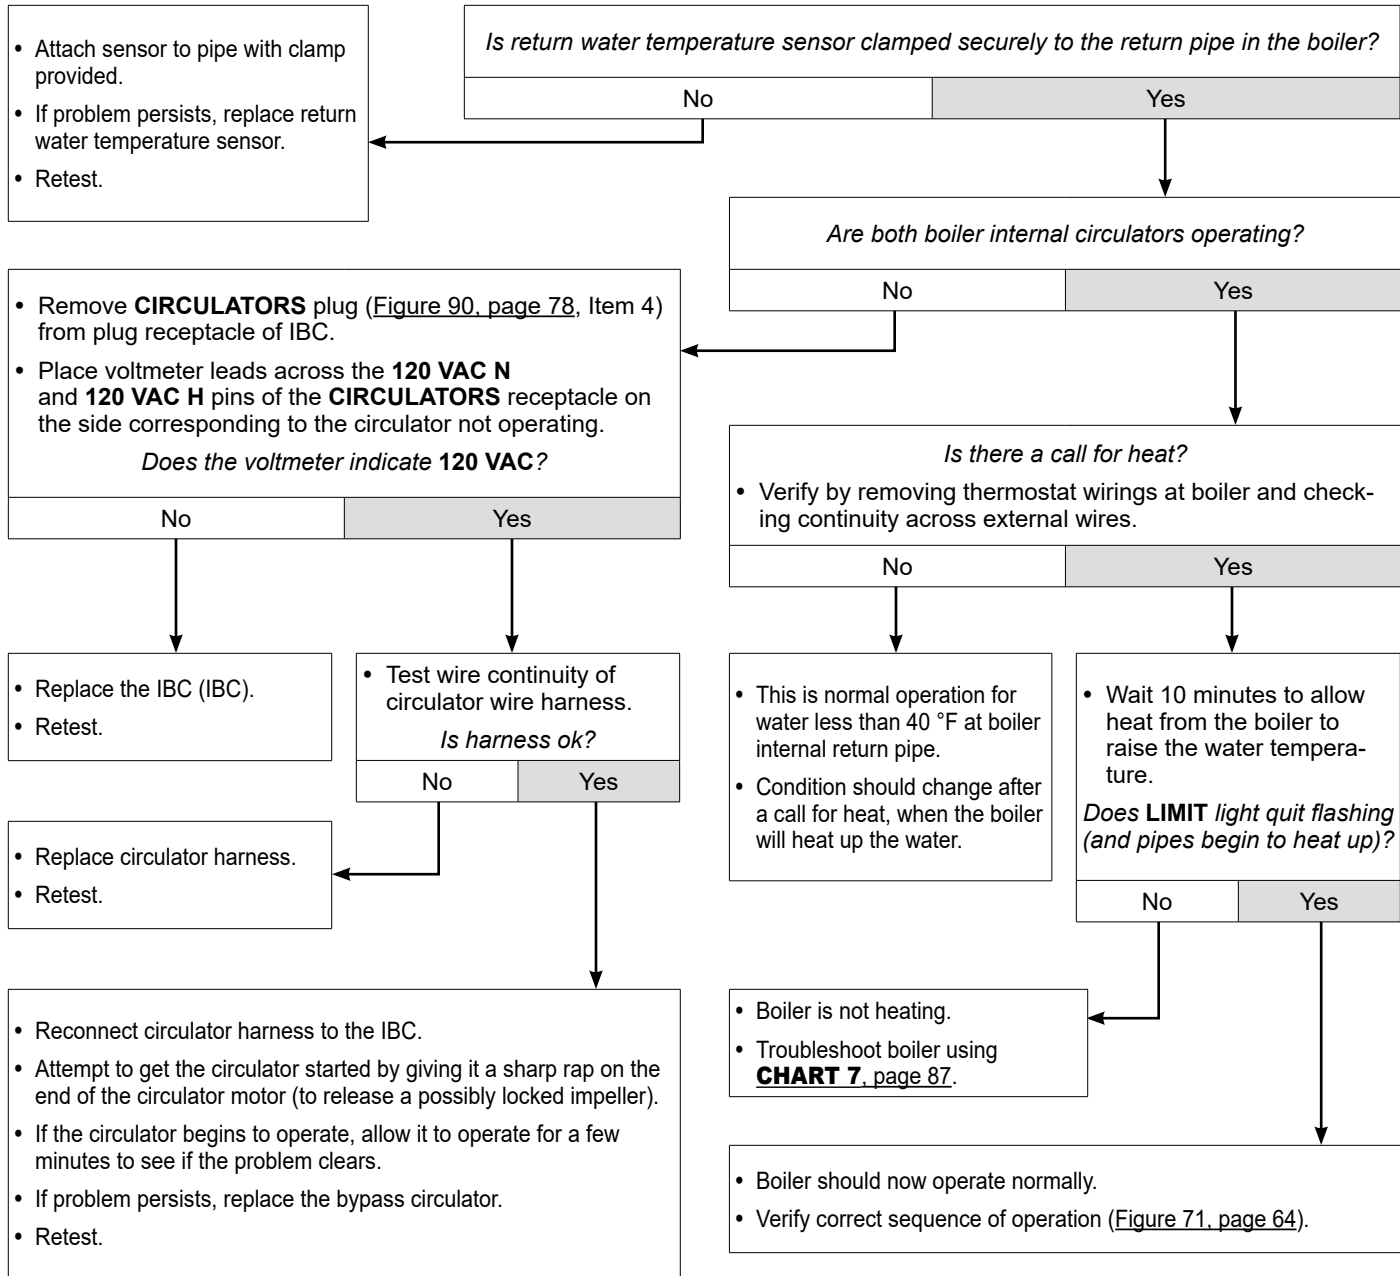 • Attach sensor to pipe with clamp
provided.
• If problem persists, replace return
water temperature sensor.
• Retest.
Is return water temperature sensor clamped securely to the return pipe in the boiler?
No
Yes
Are both boiler internal circulators operating?
No
Yes
• Remove CIRCULATORS plug (Figure 90, page 78, Item 4)
from plug receptacle of IBC.
• Place voltmeter leads across the 120 VAC N
and 120 VAC H pins of the CIRCULATORS receptacle on
the side corresponding to the circulator not operating.
Does the voltmeter indicate 120 VAC?
No
Yes
Is there a call for heat?
• Verify by removing thermostat wirings at boiler and check-
ing continuity across external wires.
No
Yes
• Replace the IBC (IBC).
• Retest.
• Test wire continuity of
circulator wire harness.
Is harness ok?
No
Yes
• This is normal operation for
water less than 40 °F at boiler
internal return pipe.
• Condition should change after
a call for heat, when the boiler
will heat up the water.
• Wait 10 minutes to allow
heat from the boiler to
raise the water tempera-
ture.
Does LIMIT light quit flashing
(and pipes begin to heat up)?
No
Yes
• Replace circulator harness.
• Retest.
• Reconnect circulator harness to the IBC.
• Attempt to get the circulator started by giving it a sharp rap on the
end of the circulator motor (to release a possibly locked impeller).
• If the circulator begins to operate, allow it to operate for a few
minutes to see if the problem clears.
• If problem persists, replace the bypass circulator.
• Retest.
• Boiler is not heating.
• Troubleshoot boiler using
CHART 7, page 87.
• Boiler should now operate normally.
• Verify correct sequence of operation (Figure 71, page 64).